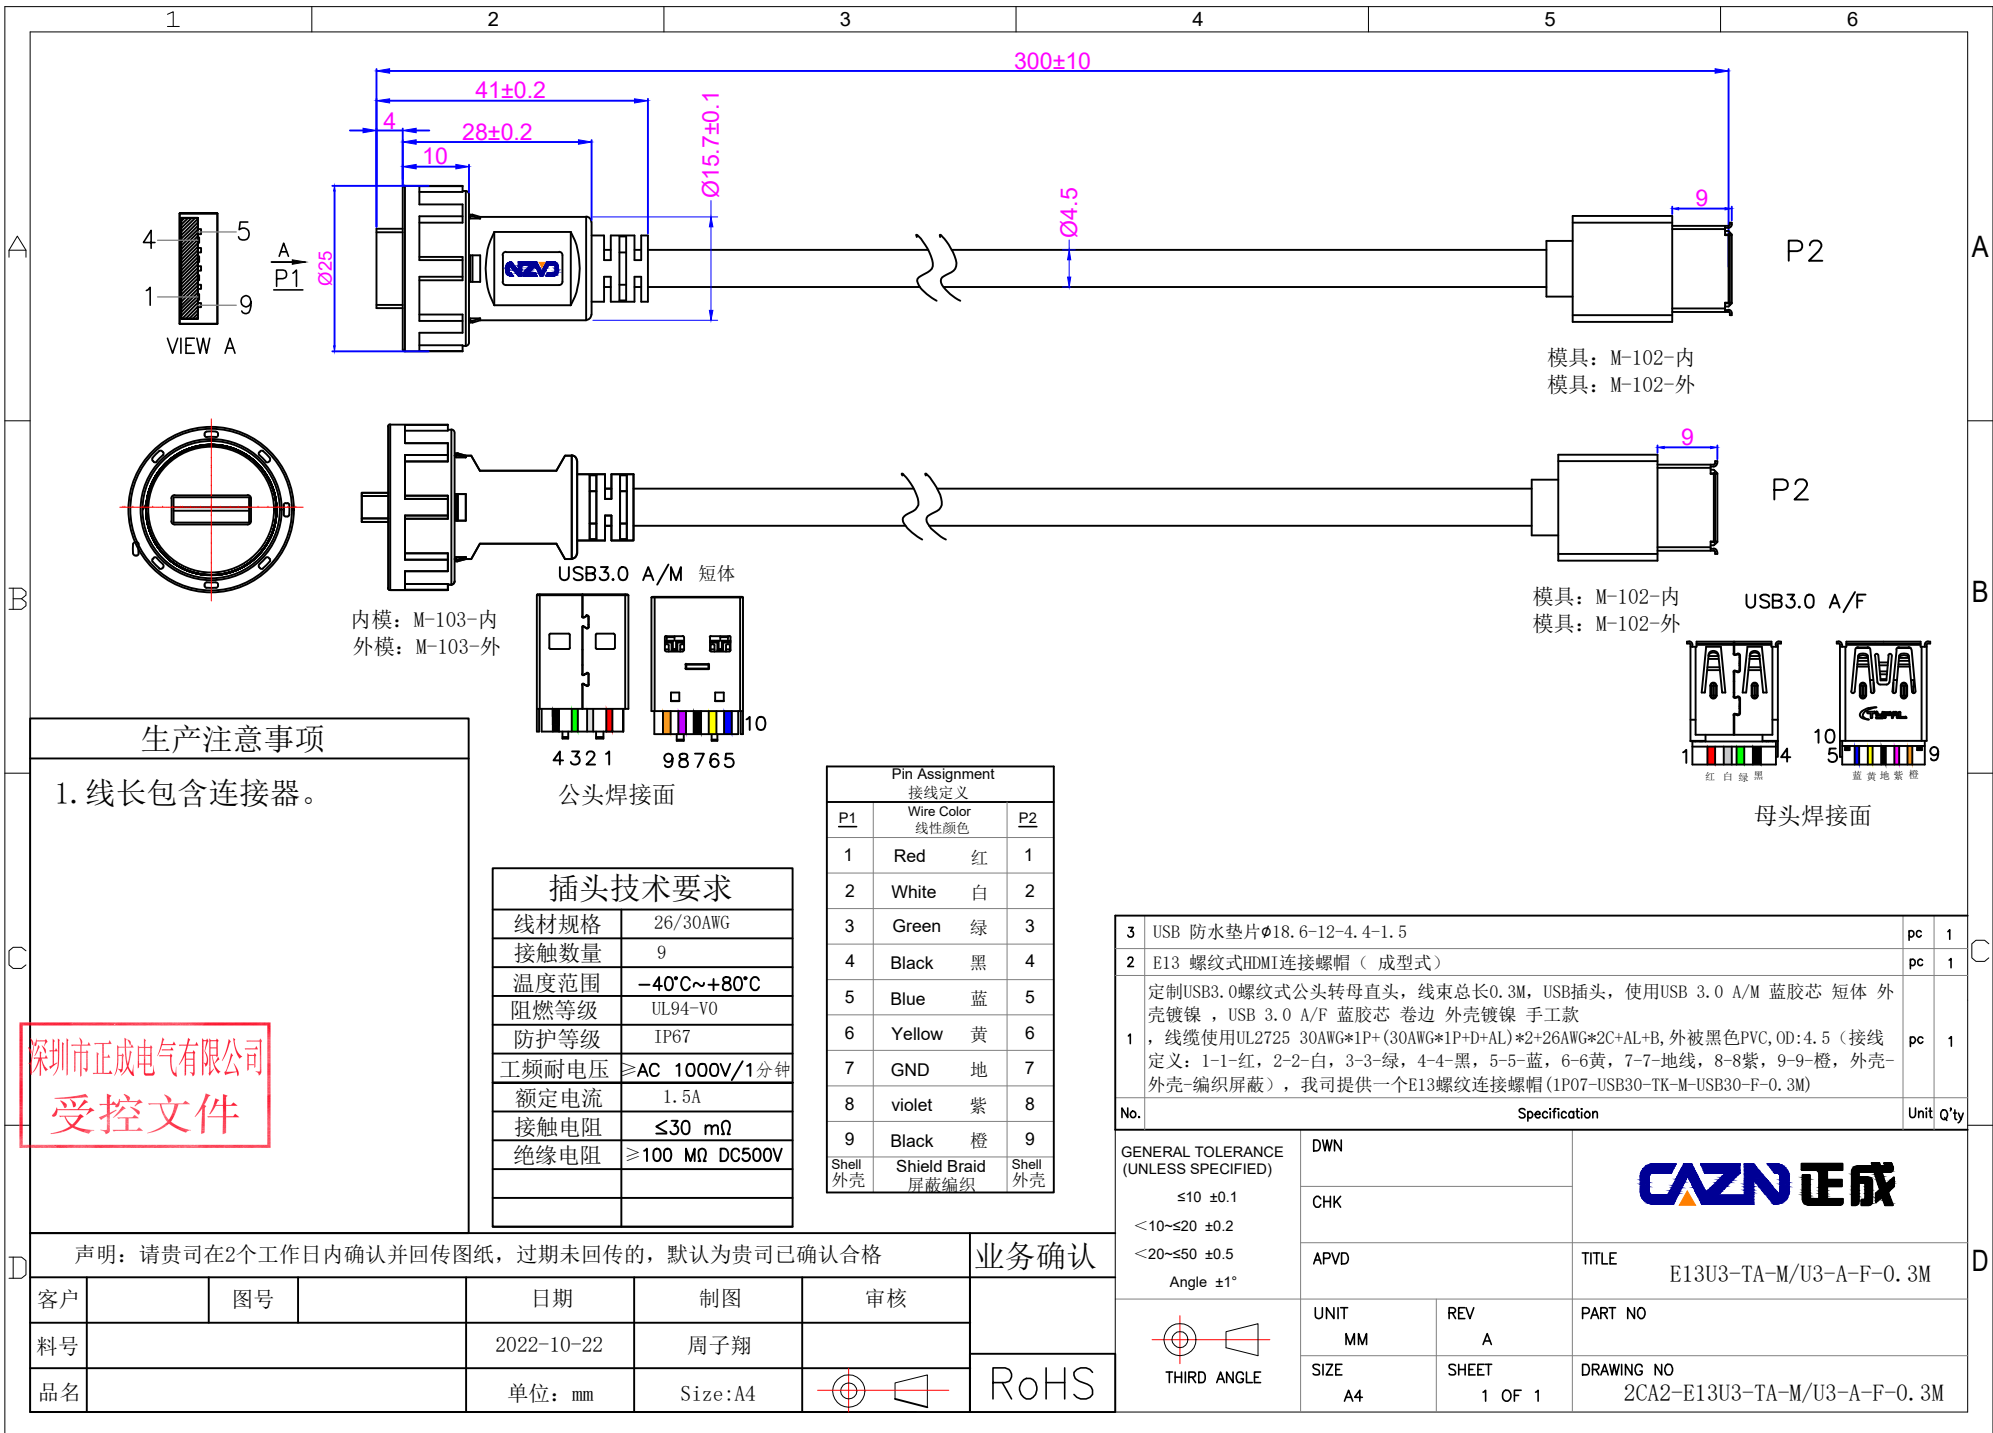 1 2 3 4 5 6
A
B
C
D
A
B
C
D
300±10
41±0.2
4
28±0.2
10
Ø15.7±0.1
Ø25
Ø4.5
9
4
5
1
9
VIEW A
A
P1
CAZN
P2
模具：M-102-内
模具：M-102-外
9
P2
内模：M-103-内
外模：M-103-外
USB3.0 A/M 短体
4 3 2 1
10
98765
公头焊接面
模具：M-102-内
模具：M-102-外
USB3.0 A/F
1
4
红 白 绿 黑
10
5
9
蓝 黄 地 紫 橙
母头焊接面
生产注意事项
1.线长包含连接器。
深圳市正成电气有限公司
受控文件
插头技术要求
线材规格 26/30AWG
接触数量 9
温度范围 -40℃~+80℃
阻燃等级 UL94-V0
防护等级 IP67
工频耐电压 ≥AC 1000V/1分钟
额定电流 1.5A
接触电阻 ≤30 mΩ
绝缘电阻 ≥100 MΩ DC500V
Pin Assignment
接线定义
P1 Wire Color P2
线性颜色
1 Red 红 1
2 White 白 2
3 Green 绿 3
4 Black 黑 4
5 Blue 蓝 5
6 Yellow 黄 6
7 GND 地 7
8 violet 紫 8
9 Black 橙 9
Shell Shield Braid Shell
外壳 屏蔽编织 外壳
3 USB 防水垫片φ18.6-12-4.4-1.5 pc 1
2 E13 螺纹式HDMI连接螺帽（ 成型式） pc 1
定制USB3.0螺纹式公头转母直头，线束总长0.3M，USB插头，使用USB 3.0 A/M 蓝胶芯 短体 外
壳镀镍 ，USB 3.0 A/F 蓝胶芯 卷边 外壳镀镍 手工款
1 ，线缆使用UL2725 30AWG*1P+(30AWG*1P+D+AL)*2+26AWG*2C+AL+B,外被黑色PVC,OD:4.5（接线 pc 1
定义：1-1-红，2-2-白，3-3-绿，4-4-黑，5-5-蓝，6-6黄，7-7-地线，8-8紫，9-9-橙，外壳-
外壳-编织屏蔽），我司提供一个E13螺纹连接螺帽(1P07-USB30-TK-M-USB30-F-0.3M)
No. Specification Unit Q'ty
GENERAL TOLERANCE
(UNLESS SPECIFIED)
≤10 ±0.1
＜10~≤20 ±0.2
＜20~≤50 ±0.5
Angle ±1°
THIRD ANGLE
DWN
CHK
APVD
CAZN 正成
TITLE
E13U3-TA-M/U3-A-F-0.3M
UNIT
MM
REV
A
PART NO
SIZE
A4
SHEET
1 OF 1
DRAWING NO
2CA2-E13U3-TA-M/U3-A-F-0.3M
声明：请贵司在2个工作日内确认并回传图纸，过期未回传的，默认为贵司已确认合格
业务确认
客户 图号 日期 制图 审核
料号 2022-10-22 周子翔
品名 单位：mm Size:A4
RoHS